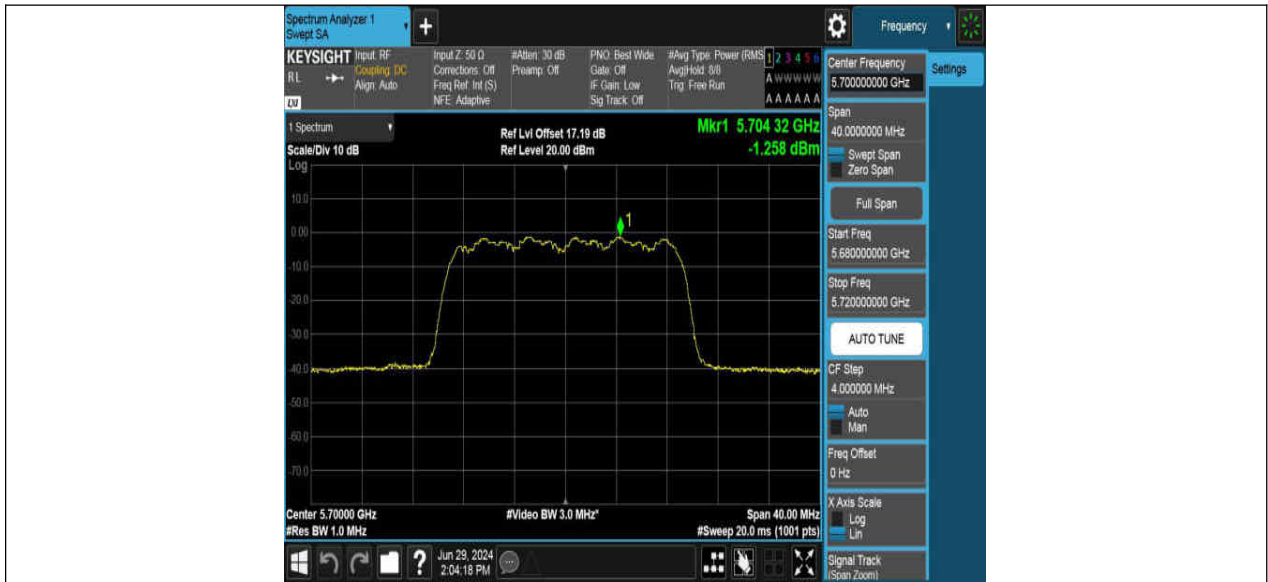 Spectrum Analyzer 1
Swept SA
+
Frequency
KEYSIGHT
RL
LXI
Input: RF
Coupling: DC
Align: Auto
Input Z: 50 Ω
Corrections: Off
Freq Ref: Int (S)
NFE: Adaptive
#Atten: 30 dB
Preamp: Off
PNO: Best Wide
Gate: Off
IF Gain: Low
Sig Track: Off
#Avg Type: Power (RMS
Avg|Hold: 8/8
Trig: Free Run
1 2 3 4 5 6
A W W W W W
A A A A A A
Center Frequency
5.700000000 GHz
Settings
1 Spectrum
Scale/Div 10 dB
Log
Ref Lvl Offset 17.19 dB
Ref Level 20.00 dBm
Mkr1 5.704 32 GHz
-1.258 dBm
Span
40.0000000 MHz
Swept Span
Zero Span
Full Span
Start Freq
5.680000000 GHz
Stop Freq
5.720000000 GHz
AUTO TUNE
CF Step
4.000000 MHz
Auto
Man
Freq Offset
0 Hz
X Axis Scale
Log
Lin
Signal Track
(Span Zoom)
10.0
0.00
-10.0
-20.0
-30.0
-40.0
-50.0
-60.0
-70.0
1
Center 5.70000 GHz
#Res BW 1.0 MHz
#Video BW 3.0 MHz*
Span 40.00 MHz
#Sweep 20.0 ms (1001 pts)
?
Jun 29, 2024
2:04:18 PM